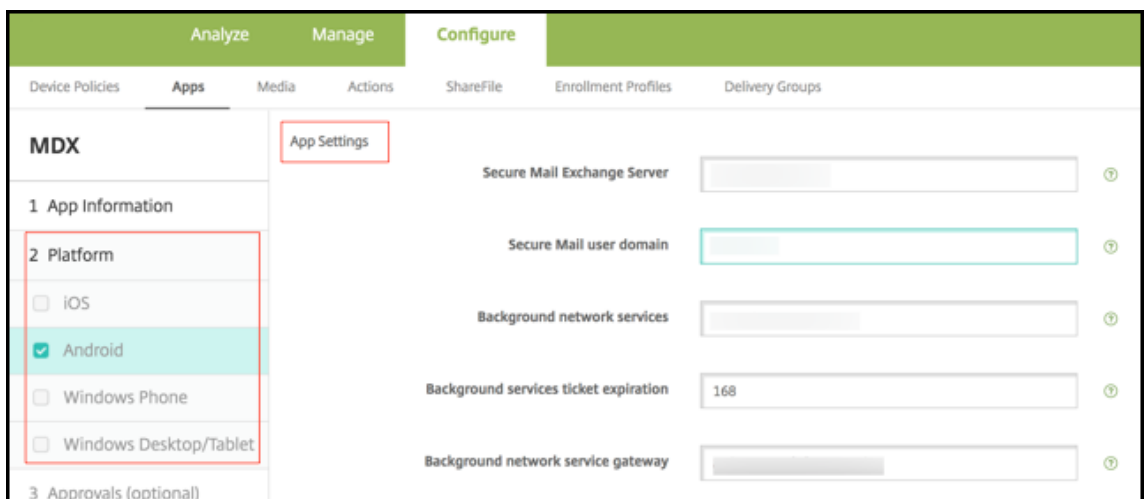 Analyze Manage Configure
Device Policies Apps Media Actions ShareFile Enrollment Profiles Delivery Groups
MDX
1 App Information
2 Platform
iOS
Android
Windows Phone
Windows Desktop/Tablet
3 Approvals (optional)
App Settings
Secure Mail Exchange Server
Secure Mail user domain
Background network services
Background services ticket expiration 168
Background network service gateway